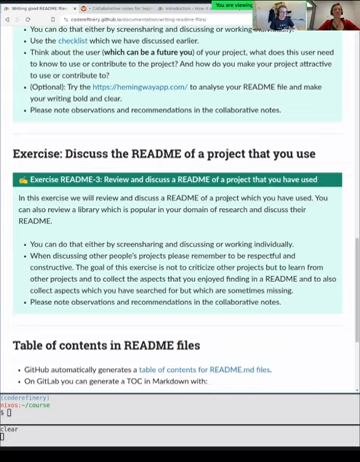 You are viewing
Writing good README files
Collaborative notes for
Introduction
coderefinery.github.io/documentation/writing-readme-files/
• You can do that either by screensharing and discussing or working individually.
• Use the checklist which we have discussed earlier.
• Think about the user (which can be a future you) of your project, what does this user need
to know to use or contribute to the project? And how do you make your project attractive
to use or contribute to?
• (Optional): Try the https://hemingwayapp.com/ to analyse your README file and make
your writing bold and clear.
• Please note observations and recommendations in the collaborative notes.
Exercise: Discuss the README of a project that you use
✍ Exercise README-3: Review and discuss a README of a project that you have used
In this exercise we will review and discuss a README of a project which you have used. You
can also review a library which is popular in your domain of research and discuss their
README.
• You can do that either by screensharing and discussing or working individually.
• When discussing other people's projects please remember to be respectful and
constructive. The goal of this exercise is not to criticize other projects but to learn from
other projects and to collect the aspects that you enjoyed finding in a README and to also
collect aspects which you have searched for but which are sometimes missing.
• Please note observations and recommendations in the collaborative notes.
Table of contents in README files
• GitHub automatically generates a table of contents for README.md files.
• On GitLab you can generate a TOC in Markdown with:
(coderefinery)
nixos:~/course
$
clear